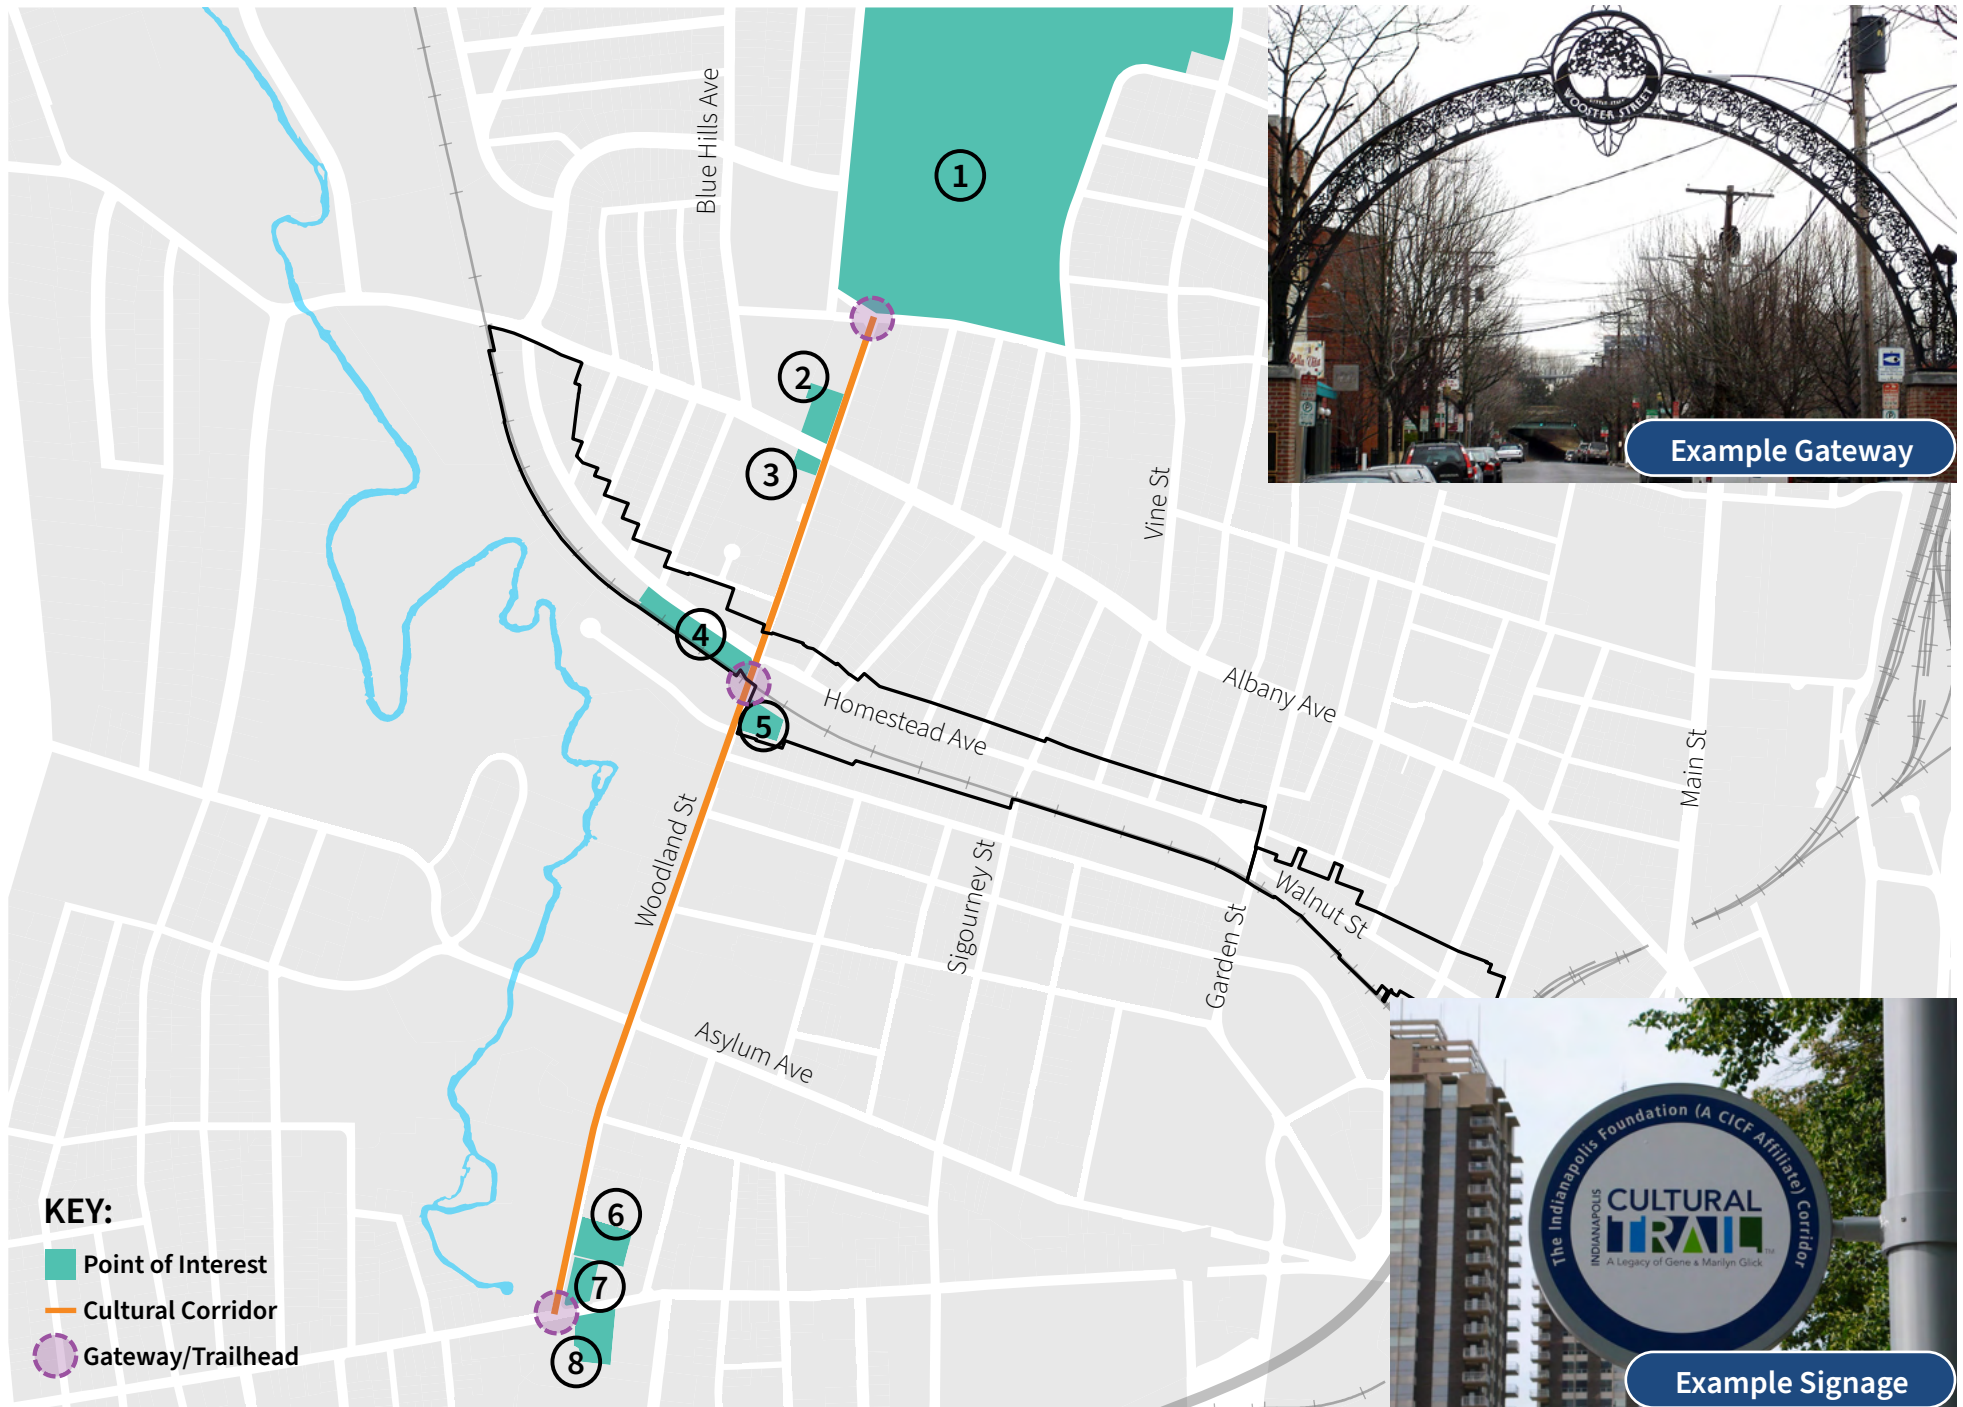 Blue Hills Ave
1
WOOSTER STREET
Example Gateway
2
3
Vine St
4
Homestead Ave
Albany Ave
5
Main St
Woodland St
Sigourney St
Walnut St
Garden St
Asylum Ave
6
7
8
KEY:
Point of Interest
Cultural Corridor
Gateway/Trailhead
The Indianapolis Foundation (A CICF Affiliate) Corridor
INDIANAPOLIS
CULTURAL
TRAIL™
A Legacy of Gene & Marilyn Glick
Example Signage